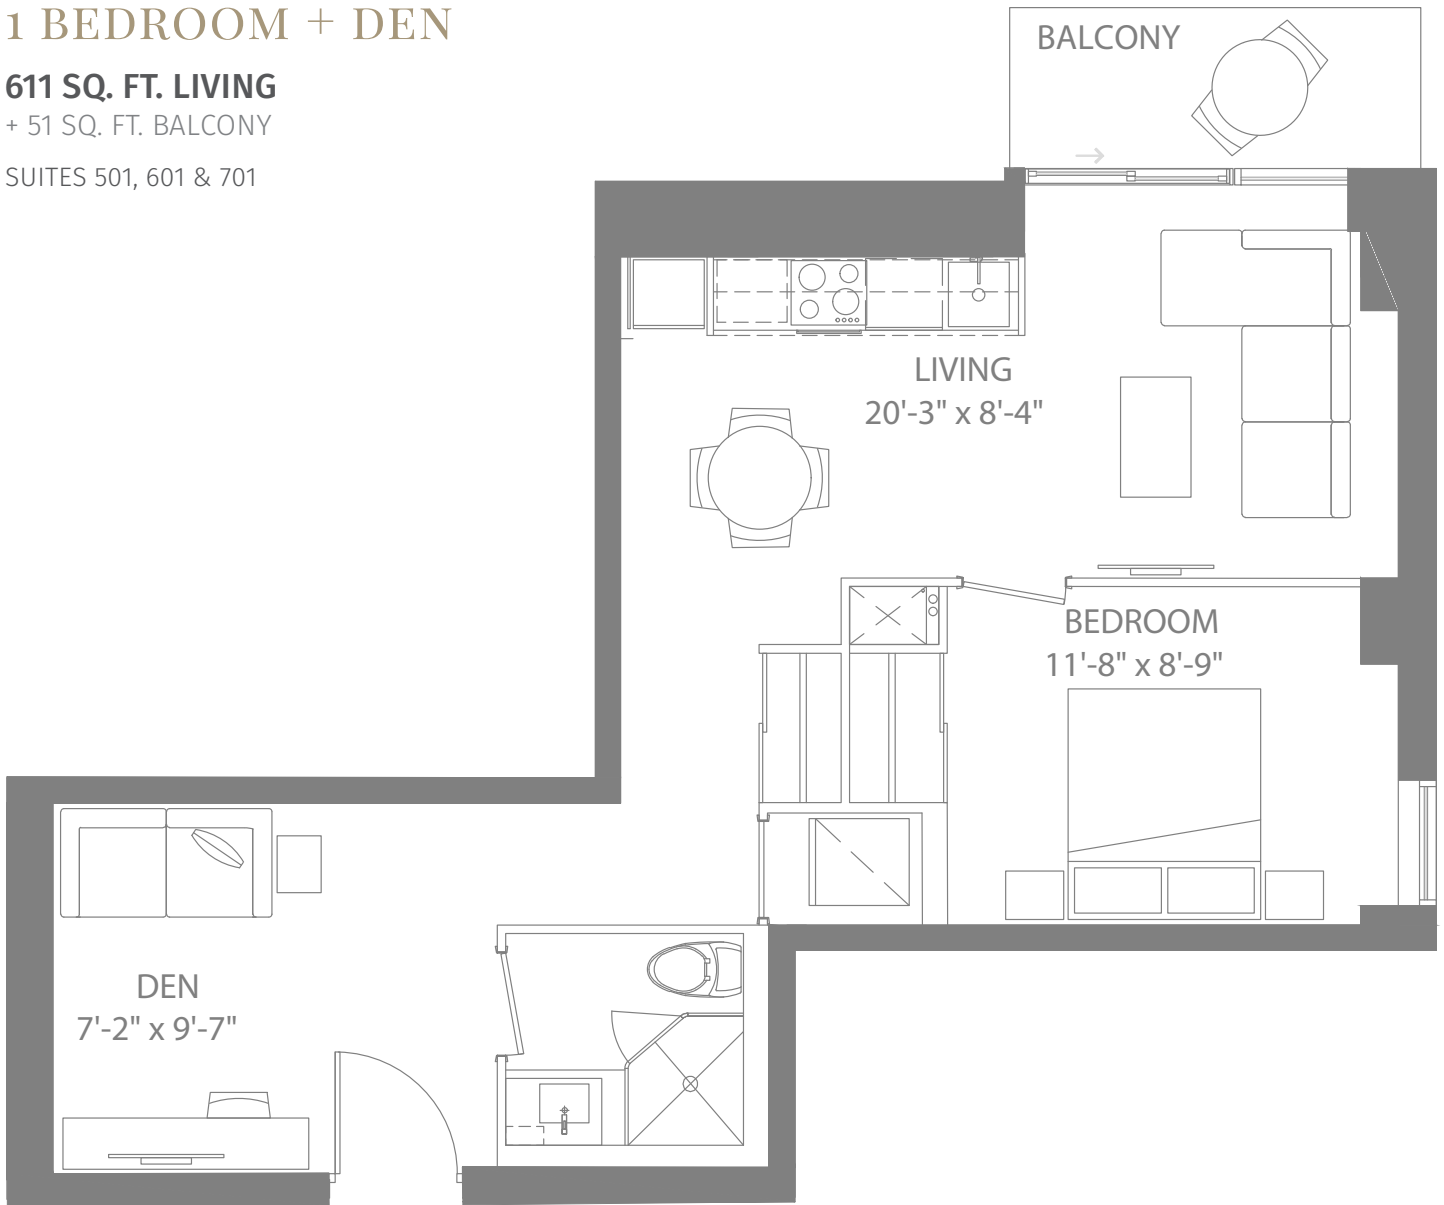 1 BEDROOM + DEN
611 SQ. FT. LIVING
+ 51 SQ. FT. BALCONY
SUITES 501, 601 & 701
BALCONY
LIVING
20'-3" x 8'-4"
BEDROOM
11'-8" x 8'-9"
DEN
7'-2" x 9'-7"